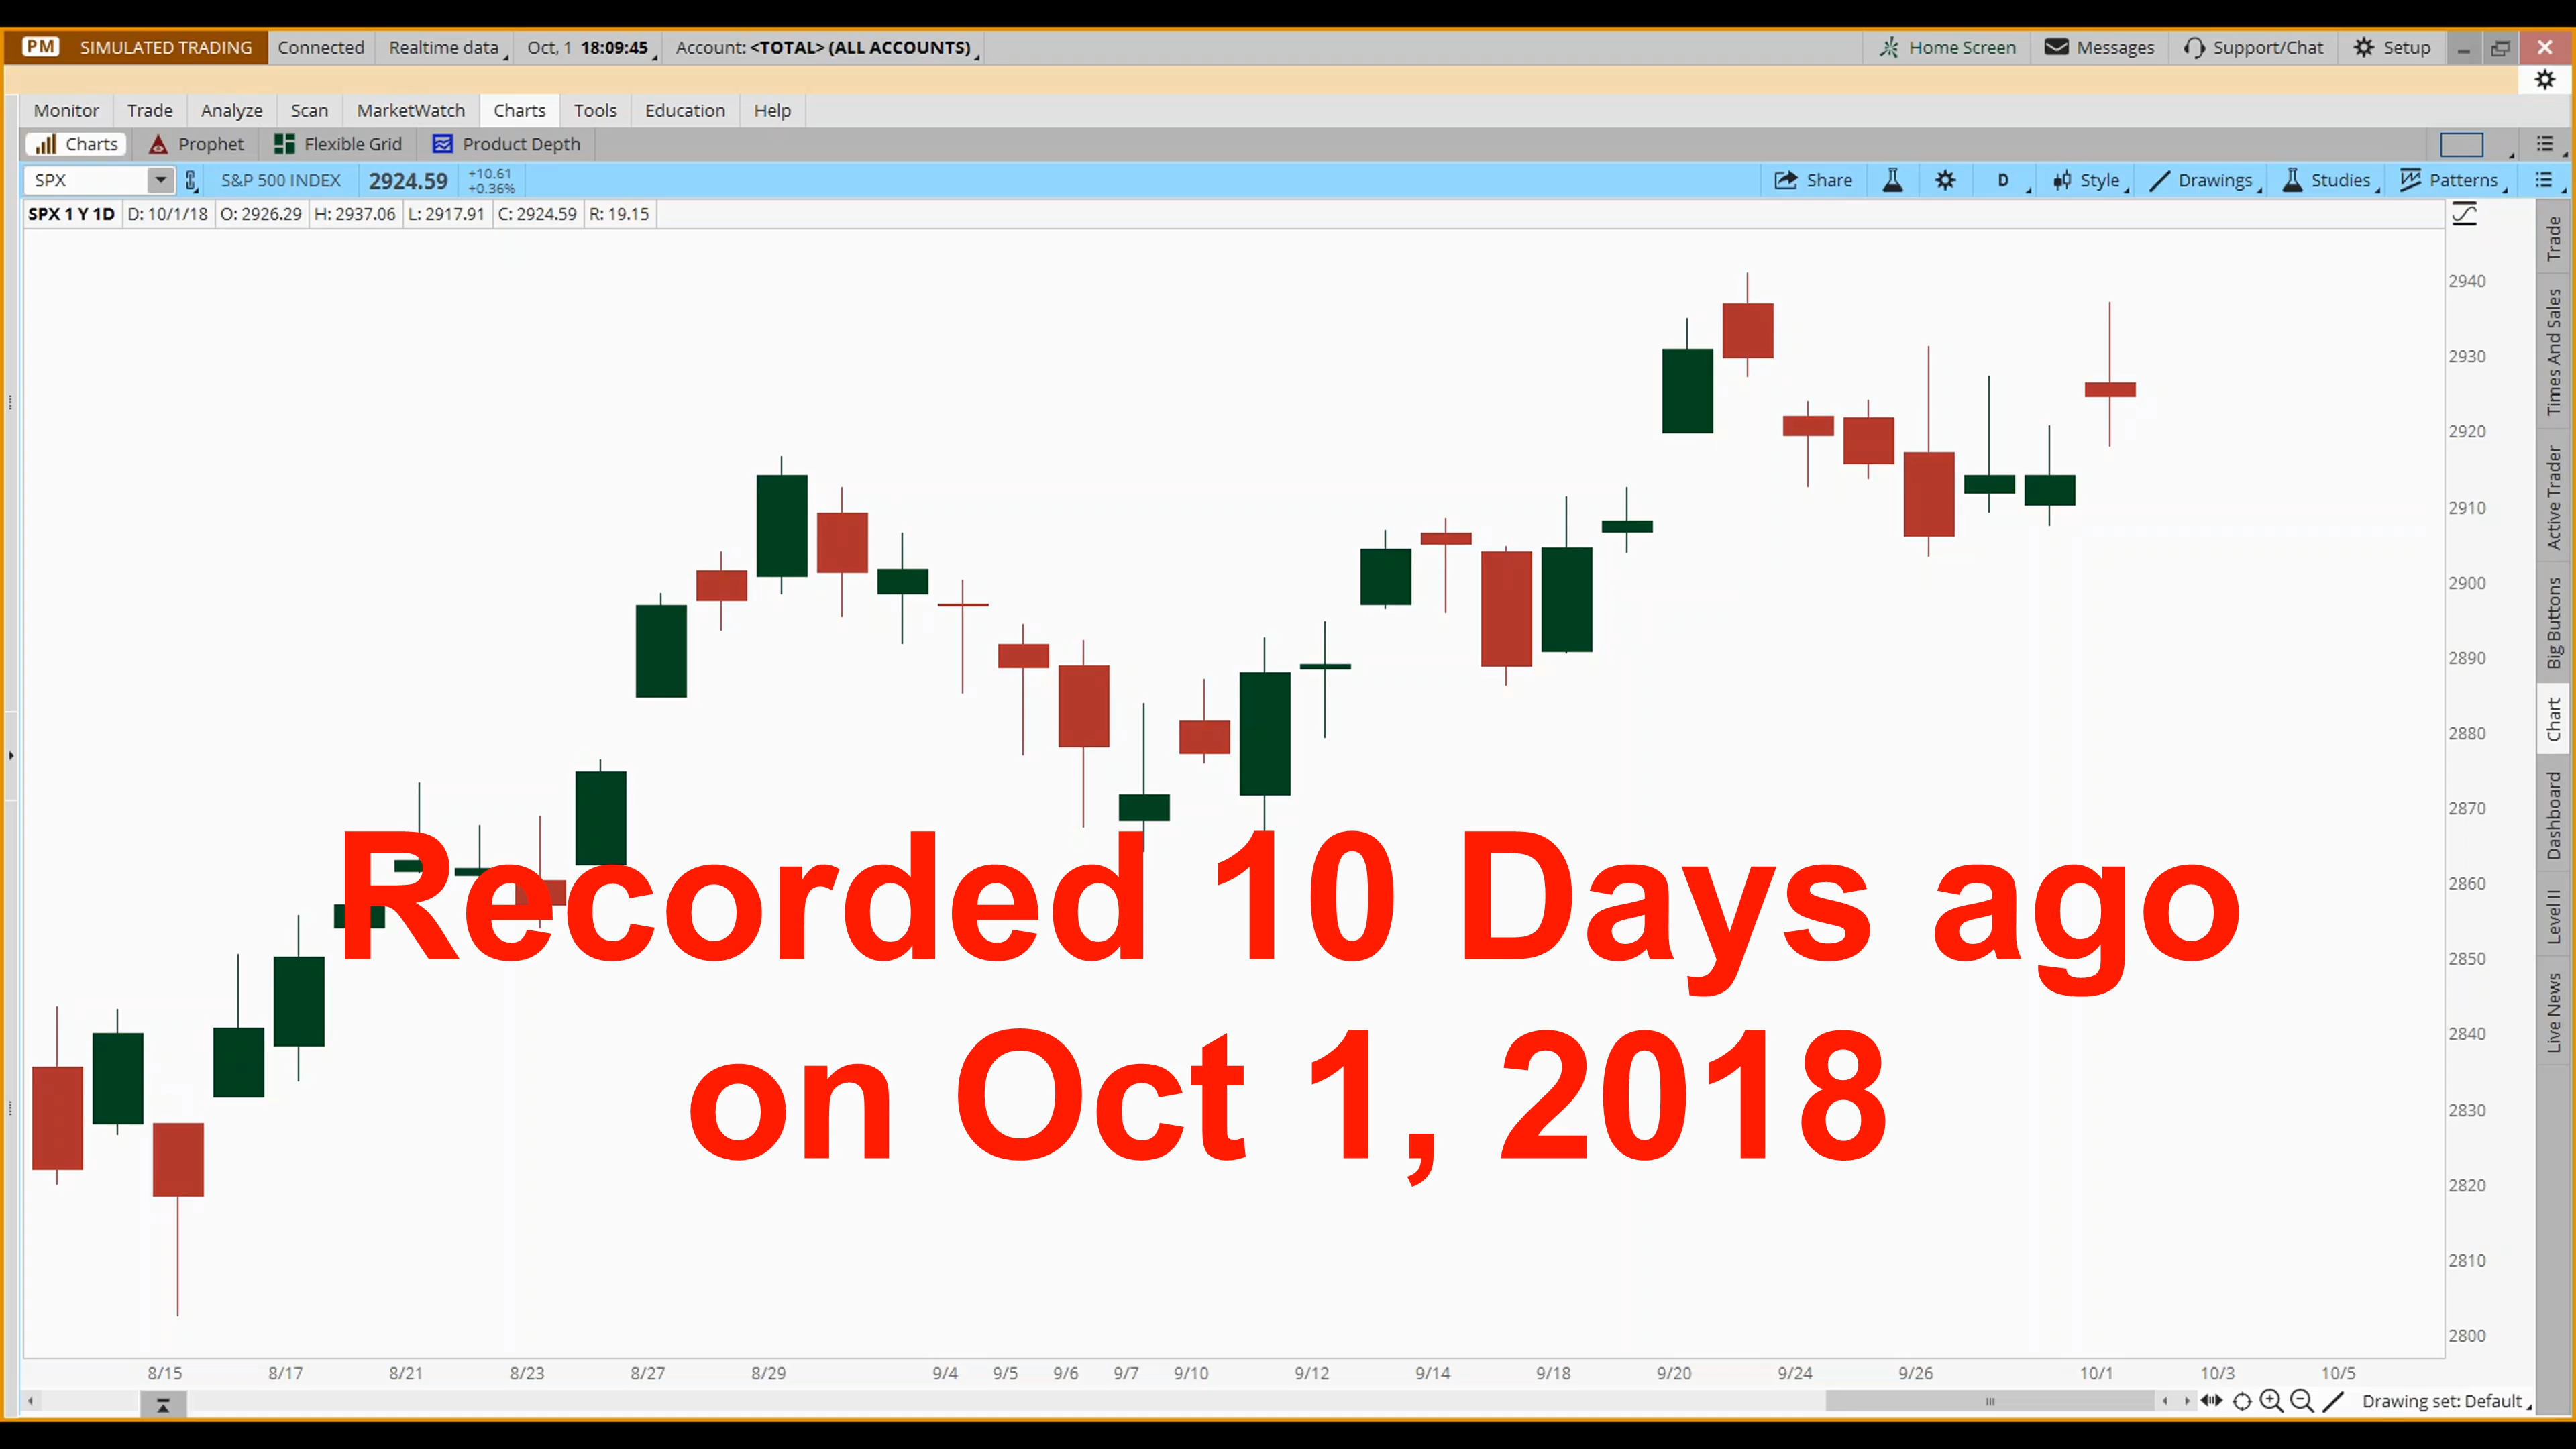 PM SIMULATED TRADING Connected Realtime data Oct, 1 18:09:45 Account: <TOTAL> (ALL ACCOUNTS) Home Screen Messages Support/Chat Setup
Monitor Trade Analyze Scan MarketWatch Charts Tools Education Help
Charts Prophet Flexible Grid Product Depth
SPX S&P 500 INDEX 2924.59 +10.61 +0.36% Share D Style Drawings Studies Patterns
SPX 1 Y 1D D: 10/1/18 O: 2926.29 H: 2937.06 L: 2917.91 C: 2924.59 R: 19.15
2940
2930
2920
2910
2900
2890
2880
2870
2860
2850
2840
2830
2820
2810
2800
Trade
Times And Sales
Active Trader
Big Buttons
Chart
Dashboard
Level II
Live News
Recorded 10 Days ago
on Oct 1, 2018
8/15 8/17 8/21 8/23 8/27 8/29 9/4 9/5 9/6 9/7 9/10 9/12 9/14 9/18 9/20 9/24 9/26 10/1 10/3 10/5
Drawing set: Default